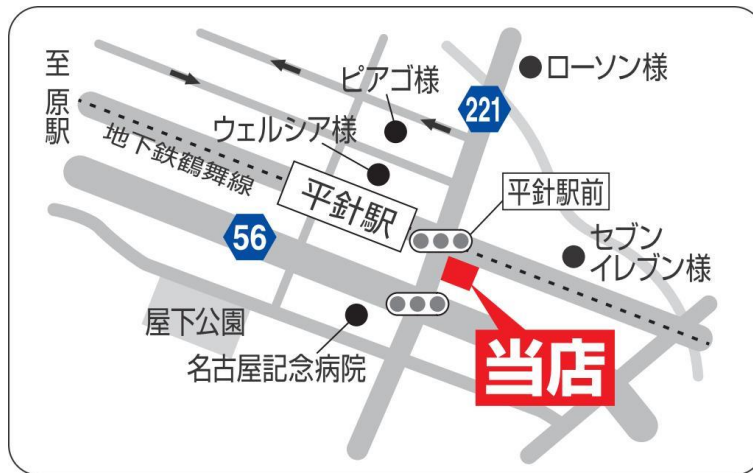 至
原駅
地下鉄鶴舞線
ピアゴ様
ウェルシア様
221
ローソン様
平針駅
平針駅前
56
セブン
イレブン様
屋下公園
名古屋記念病院
当店